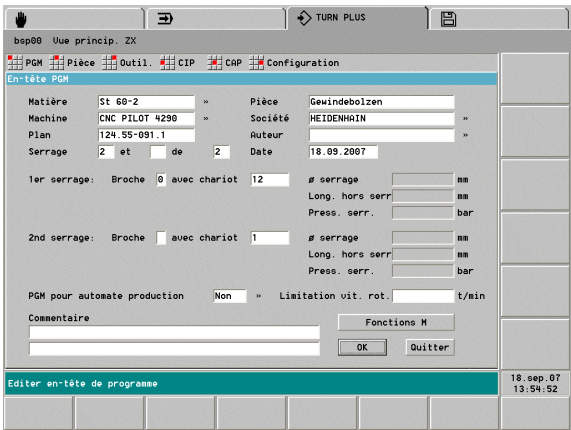 TURN PLUS
bsp00 Vue princip. ZX
PGM Pièce Outil. CIP CAP Configuration
En-tête PGM
Matière St 60-2 » Pièce Gewindebolzen
Machine CNC PILOT 4290 » Société HEIDENHAIN »
Plan 124.55-091.1 Auteur »
Serrage 2 et de 2 Date 18.09.2007
1er serrage: Broche 0 avec chariot 12 ø serrage mm
Long. hors serr mm
Press. serr. bar
2nd serrage: Broche avec chariot 1 ø serrage mm
Long. hors serr mm
Press. serr. bar
PGM pour automate production Non » Limitation vit. rot. t/min
Commentaire
Fonctions M
OK Quitter
Editer en-tête de programme
18.sep.07
13:54:52